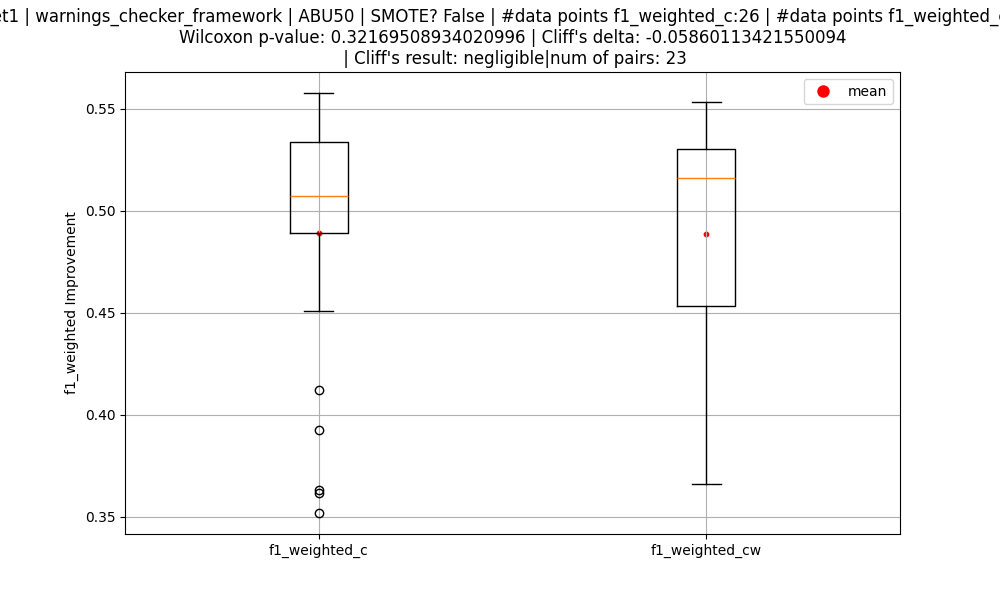 | warnings_checker_framework | ABU50 | SMOTE? False | #data points f1_weighted_c:26 | #data points
Wilcoxon p-value: 0.32169508934020996 | Cliff's delta: -0.05860113421550094
| Cliff's result: negligible|num of pairs: 23
mean
0.55
0.50
0.45
0.40
0.35
f1_weighted Improvement
f1_weighted_c
f1_weighted_cw